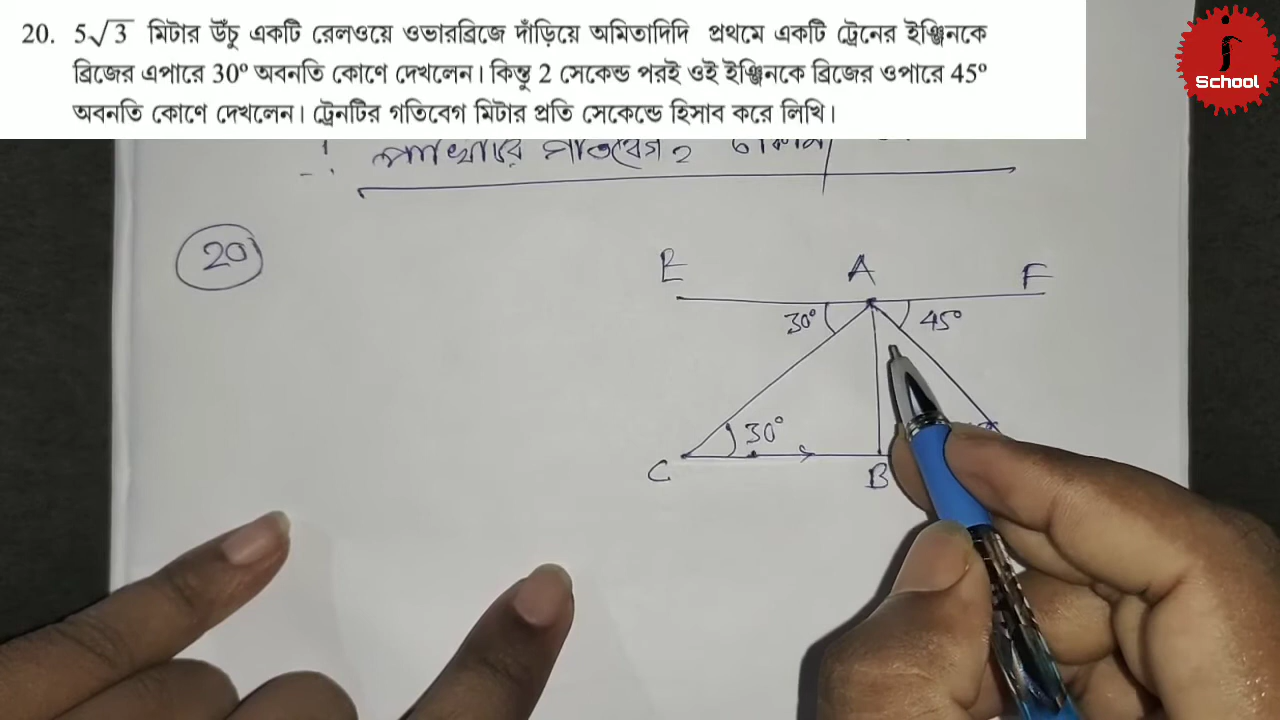 20. 5√3 মিটার উঁচু একটি রেলওয়ে ওভারব্রিজে দাঁড়িয়ে অমিতাদিদি প্রথমে একটি ট্রেনের ইঞ্জিনকে
ব্রিজের এপারে 30° অবনতি কোণে দেখলেন। কিন্তু 2 সেকেন্ড পরই ওই ইঞ্জিনকে ব্রিজের ওপারে 45°
অবনতি কোণে দেখলেন। ট্রেনটির গতিবেগ মিটার প্রতি সেকেন্ডে হিসাব করে লিখি।
School
20
E A F
30° 45°
30°
C B